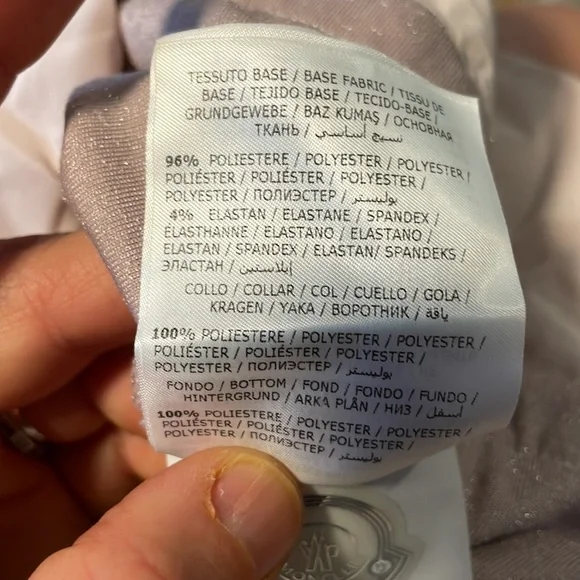 TESSUTO BASE / BASE FABRIC / TISSU DE
BASE / TEJIDO BASE / TECIDO-BASE /
GRUNDGEWEBE / BAZ KUMAŞ / ОСНОВНАЯ
ТКАНЬ / نسيج أساسي
96% POLIESTERE / POLYESTER / POLYESTER /
POLIÉSTER / POLIÉSTER / POLYESTER /
POLYESTER / ПОЛИЭСТЕР / بوليستر
4% ELASTAN / ELASTANE / SPANDEX /
ÉLASTHANNE / ELASTANO / ELASTANO /
ELASTAN / SPANDEX / ELASTAN/ SPANDEKS /
ЭЛАСТАН / إيلاستين
COLLO / COLLAR / COL / CUELLO / GOLA /
KRAGEN / YAKA / ВОРОТНИК / ياقة
100% POLIESTERE / POLYESTER / POLYESTER /
POLIÉSTER / POLIÉSTER / POLYESTER /
POLYESTER / ПОЛИЭСТЕР / بوليستر
FONDO / BOTTOM / FOND / FONDO / FUNDO /
HINTERGRUND / ARKA PLÂN / НИЗ / أسفل
100% POLIESTERE / POLYESTER / POLYESTER /
POLIÉSTER / POLIÉSTER / POLYESTER /
POLYESTER / ПОЛИЭСТЕР / بوليستر